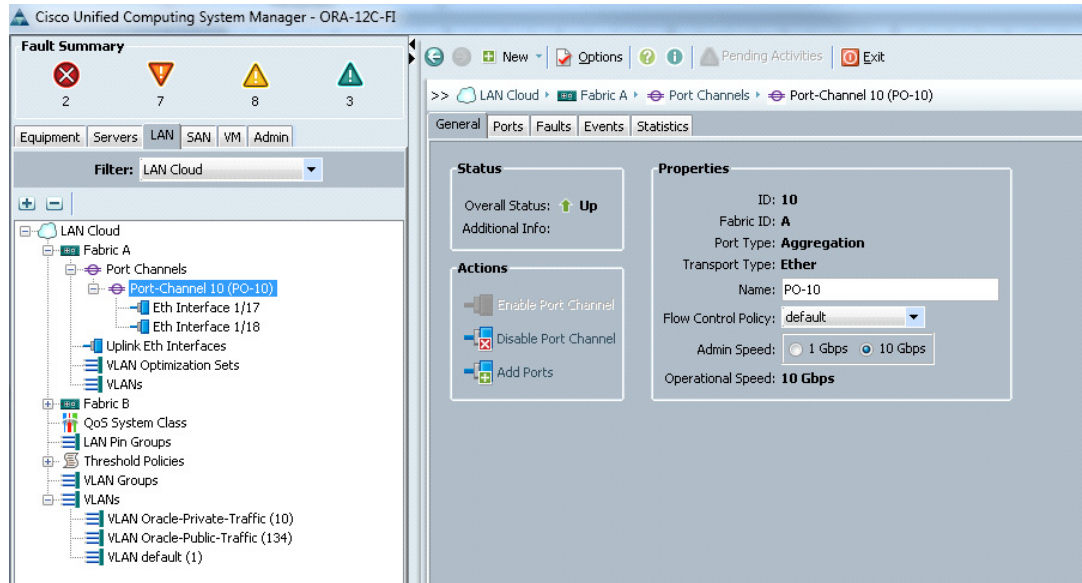 Cisco Unified Computing System Manager - ORA-12C-FI
Fault Summary
2 7 8 3
Equipment Servers LAN SAN VM Admin
Filter: LAN Cloud
LAN Cloud
Fabric A
Port Channels
Port-Channel 10 (PO-10)
Eth Interface 1/17
Eth Interface 1/18
Uplink Eth Interfaces
VLAN Optimization Sets
VLANs
Fabric B
QoS System Class
LAN Pin Groups
Threshold Policies
VLAN Groups
VLANs
VLAN Oracle-Private-Traffic (10)
VLAN Oracle-Public-Traffic (134)
VLAN default (1)
New Options Pending Activities Exit
>> LAN Cloud Fabric A Port Channels Port-Channel 10 (PO-10)
General Ports Faults Events Statistics
Status
Overall Status: Up
Additional Info:
Actions
Enable Port Channel
Disable Port Channel
Add Ports
Properties
ID: 10
Fabric ID: A
Port Type: Aggregation
Transport Type: Ether
Name: PO-10
Flow Control Policy: default
Admin Speed: 1 Gbps 10 Gbps
Operational Speed: 10 Gbps